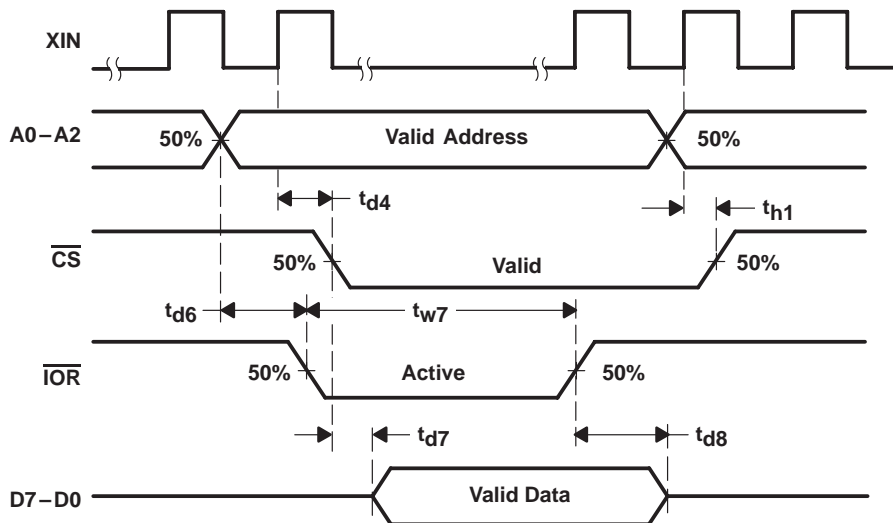 XIN
A0–A2
50%
Valid Address
50%
td4
th1
CS
50%
Valid
50%
td6
tw7
IOR
50%
Active
50%
td7
td8
D7–D0
Valid Data